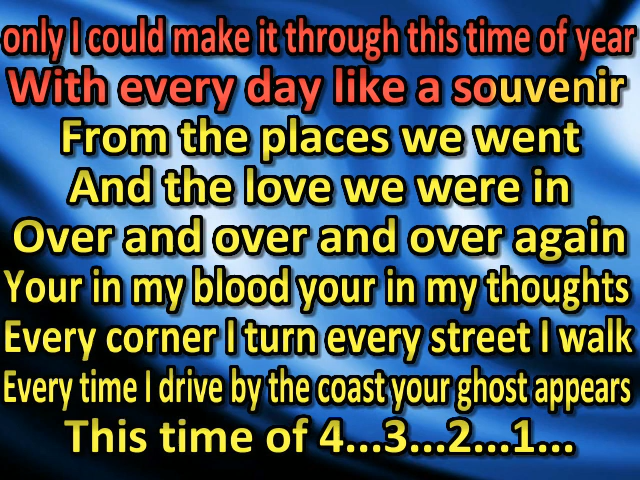 only I could make it through this time of year
With every day like a souvenir
From the places we went
And the love we were in
Over and over and over again
Your in my blood your in my thoughts
Every corner I turn every street I walk
Every time I drive by the coast your ghost appears
This time of 4...3...2...1...